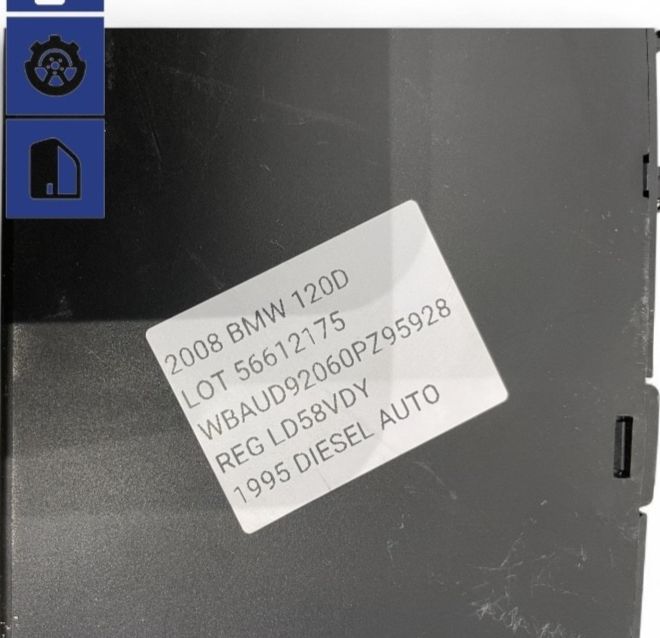 2008 BMW 120D
LOT 56612175
WBAUD92060PZ95928
REG LD58VDY
1995 DIESEL AUTO